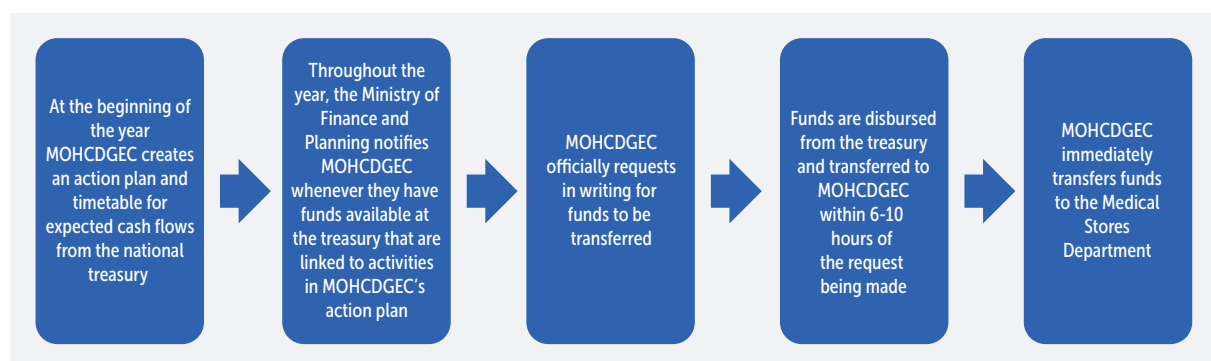 At the beginning of
the year
MOHCDGEC creates
an action plan and
timetable for
expected cash flows
from the national
treasury
Throughout the
year, the Ministry of
Finance and
Planning notifies
MOHCDGEC
whenever they have
funds available at
the treasury that are
linked to activities
in MOHCDGEC’s
action plan
MOHCDGEC
officially requests
in writing for
funds to be
transferred
Funds are disbursed
from the treasury
and transferred to
MOHCDGEC
within 6-10
hours of
the request
being made
MOHCDGEC
immediately
transfers funds
to the Medical
Stores
Department